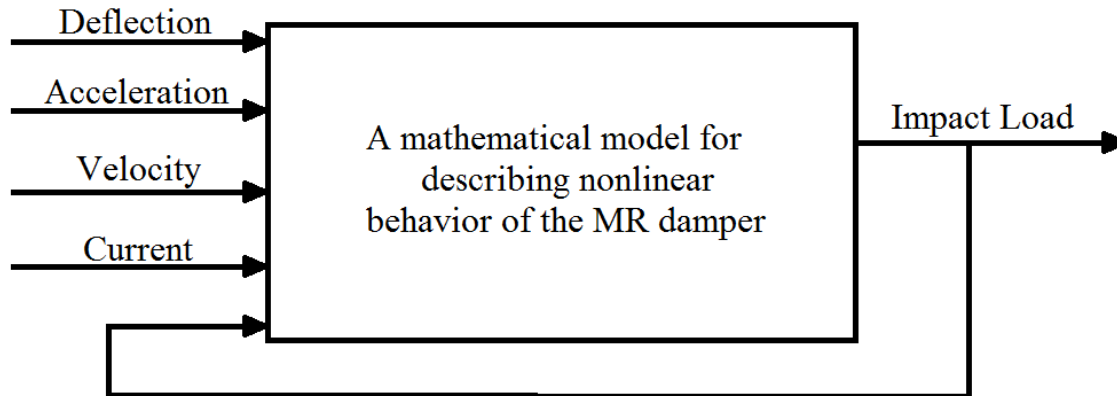 Deflection
Acceleration
Velocity
Current
A mathematical model for
describing nonlinear
behavior of the MR damper
Impact Load